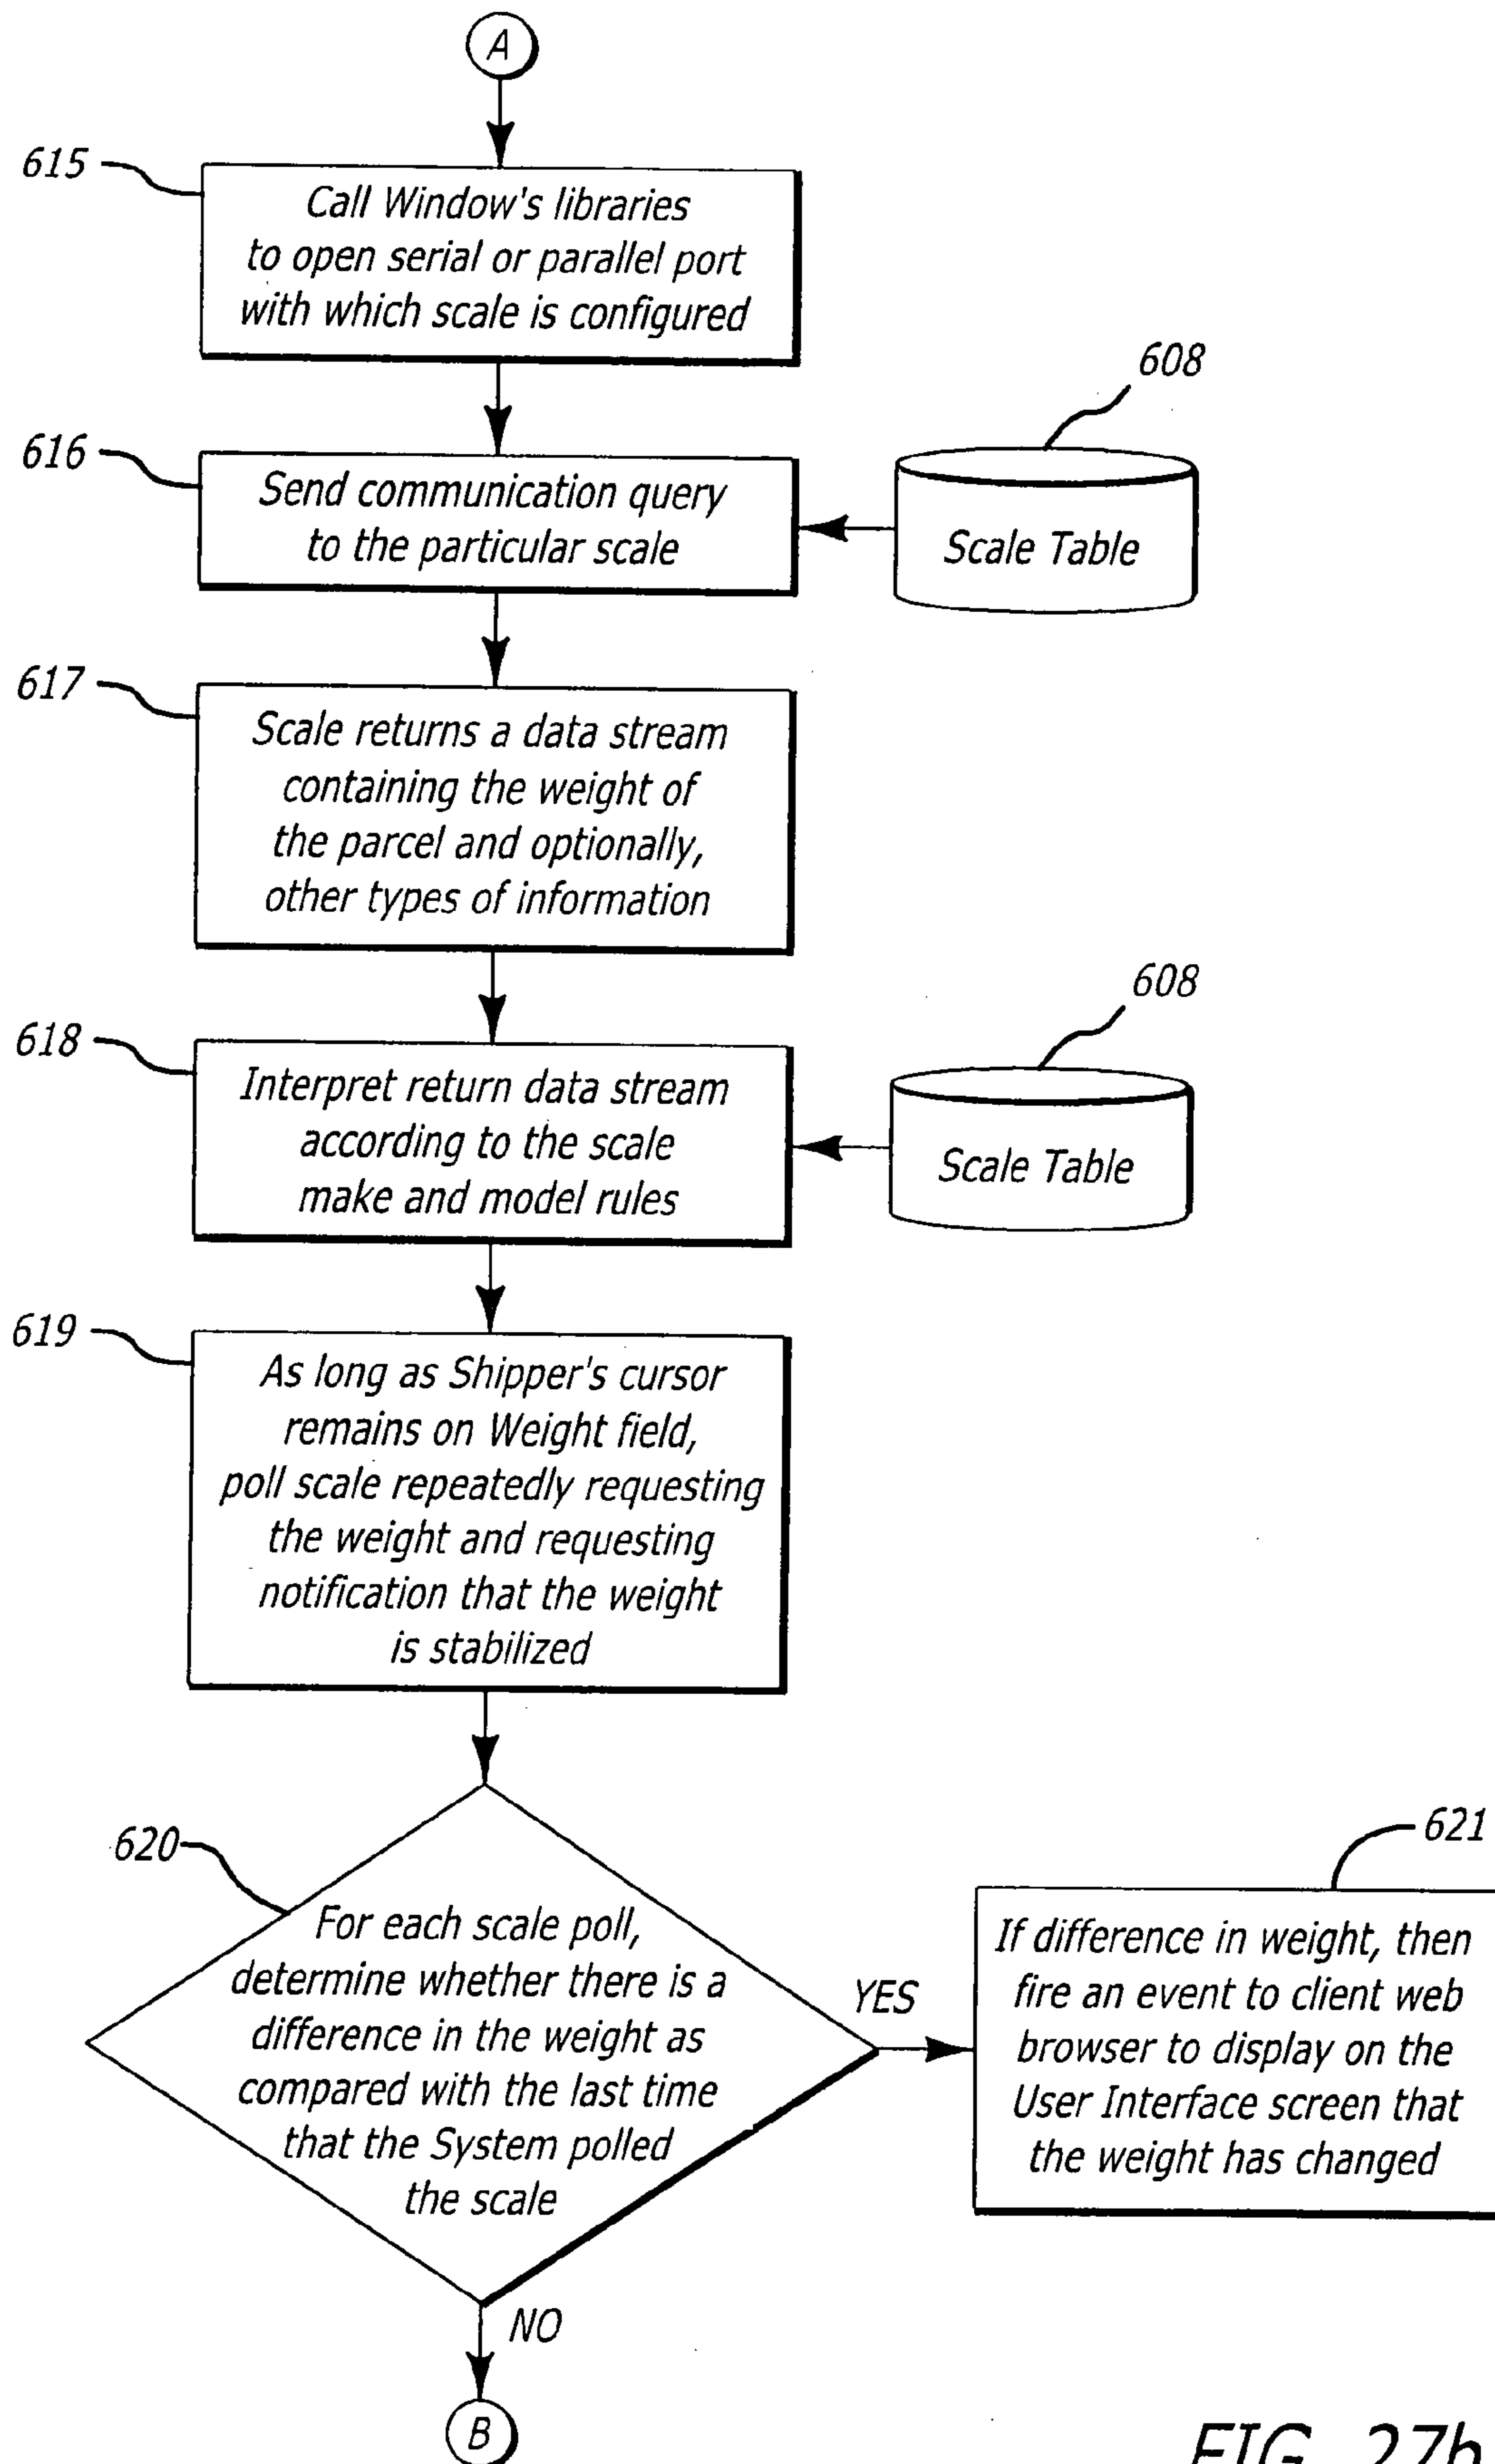 A
615
Call Window's libraries
to open serial or parallel port
with which scale is configured
608
616
Send communication query
to the particular scale
Scale Table
617
Scale returns a data stream
containing the weight of
the parcel and optionally,
other types of information
608
618
Interpret return data stream
according to the scale
make and model rules
Scale Table
619
As long as Shipper's cursor
remains on Weight field,
poll scale repeatedly requesting
the weight and requesting
notification that the weight
is stabilized
620
For each scale poll,
determine whether there is a
difference in the weight as
compared with the last time
that the System polled
the scale
YES
621
If difference in weight, then
fire an event to client web
browser to display on the
User Interface screen that
the weight has changed
NO
B
FIG. 27b